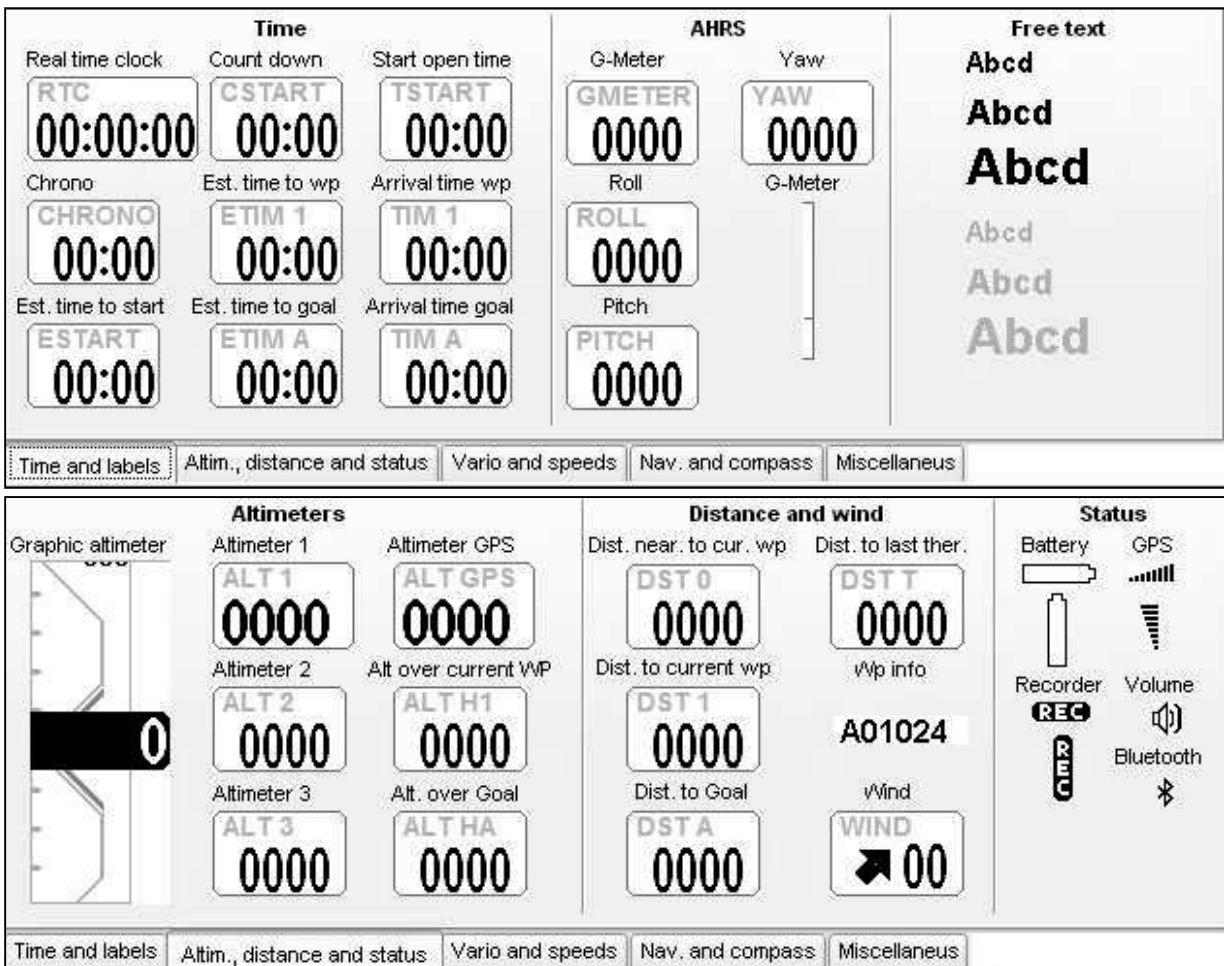 Time
AHRS
Free text
Real time clock Count down Start open time G-Meter Yaw Abcd
RTC CSTART TSTART GMETER YAW
00:00:00 00:00 00:00 0000 0000 Abcd
Abcd
Chrono Est. time to wp Arrival time wp Roll G-Meter
CHRONO ETIM 1 TIM 1 ROLL Abcd
00:00 00:00 00:00 0000
Abcd
Est. time to start Est. time to goal Arrival time goal Pitch
ESTART ETIM A TIM A PITCH Abcd
00:00 00:00 00:00 0000
Time and labels Altim., distance and status Vario and speeds Nav. and compass Miscellaneus
Altimeters Distance and wind Status
Graphic altimeter Altimeter 1 Altimeter GPS Dist. near. to cur. wp Dist. to last ther. Battery GPS
ALT 1 ALT GPS DST 0 DST T
0000 0000 0000 0000
Altimeter 2 Alt over current WP Dist. to current wp Wp info Recorder Volume
ALT 2 ALT H1 DST 1 REC
0 0000 0000 0000 A01024
REC Bluetooth
Altimeter 3 Alt. over Goal Dist. to Goal Wind
ALT 3 ALT HA DST A WIND
0000 0000 0000 00
Time and labels Altim., distance and status Vario and speeds Nav. and compass Miscellaneus